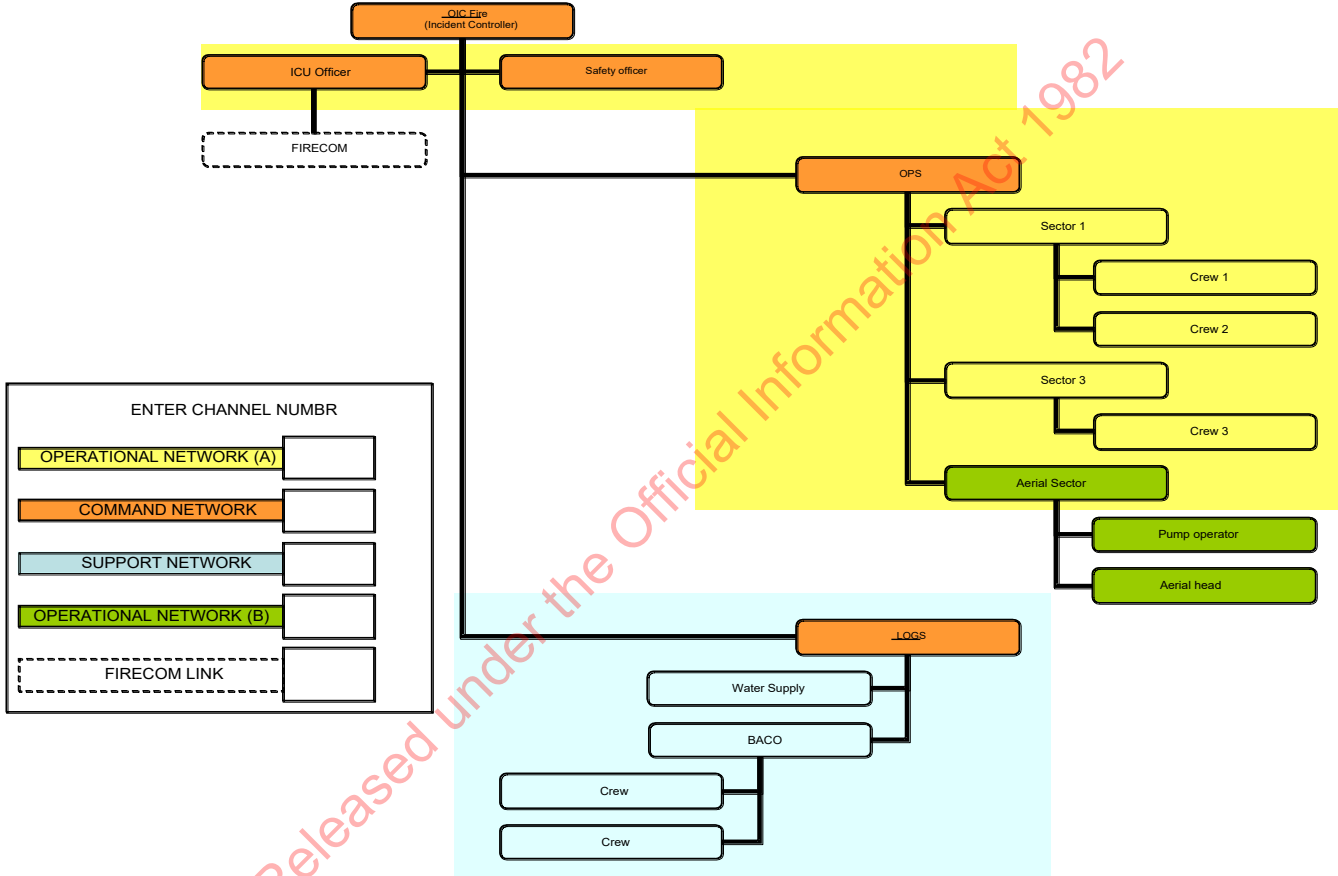 OIC Fire
(Incident Controller)
ICU Officer
Safety officer
FIRECOM
OPS
Sector 1
Crew 1
Crew 2
Sector 3
Crew 3
Aerial Sector
Pump operator
Aerial head
ENTER CHANNEL NUMBR
OPERATIONAL NETWORK (A)
COMMAND NETWORK
SUPPORT NETWORK
OPERATIONAL NETWORK (B)
FIRECOM LINK
LOGS
Water Supply
BACO
Crew
Crew
Released under the Official Information Act 1982